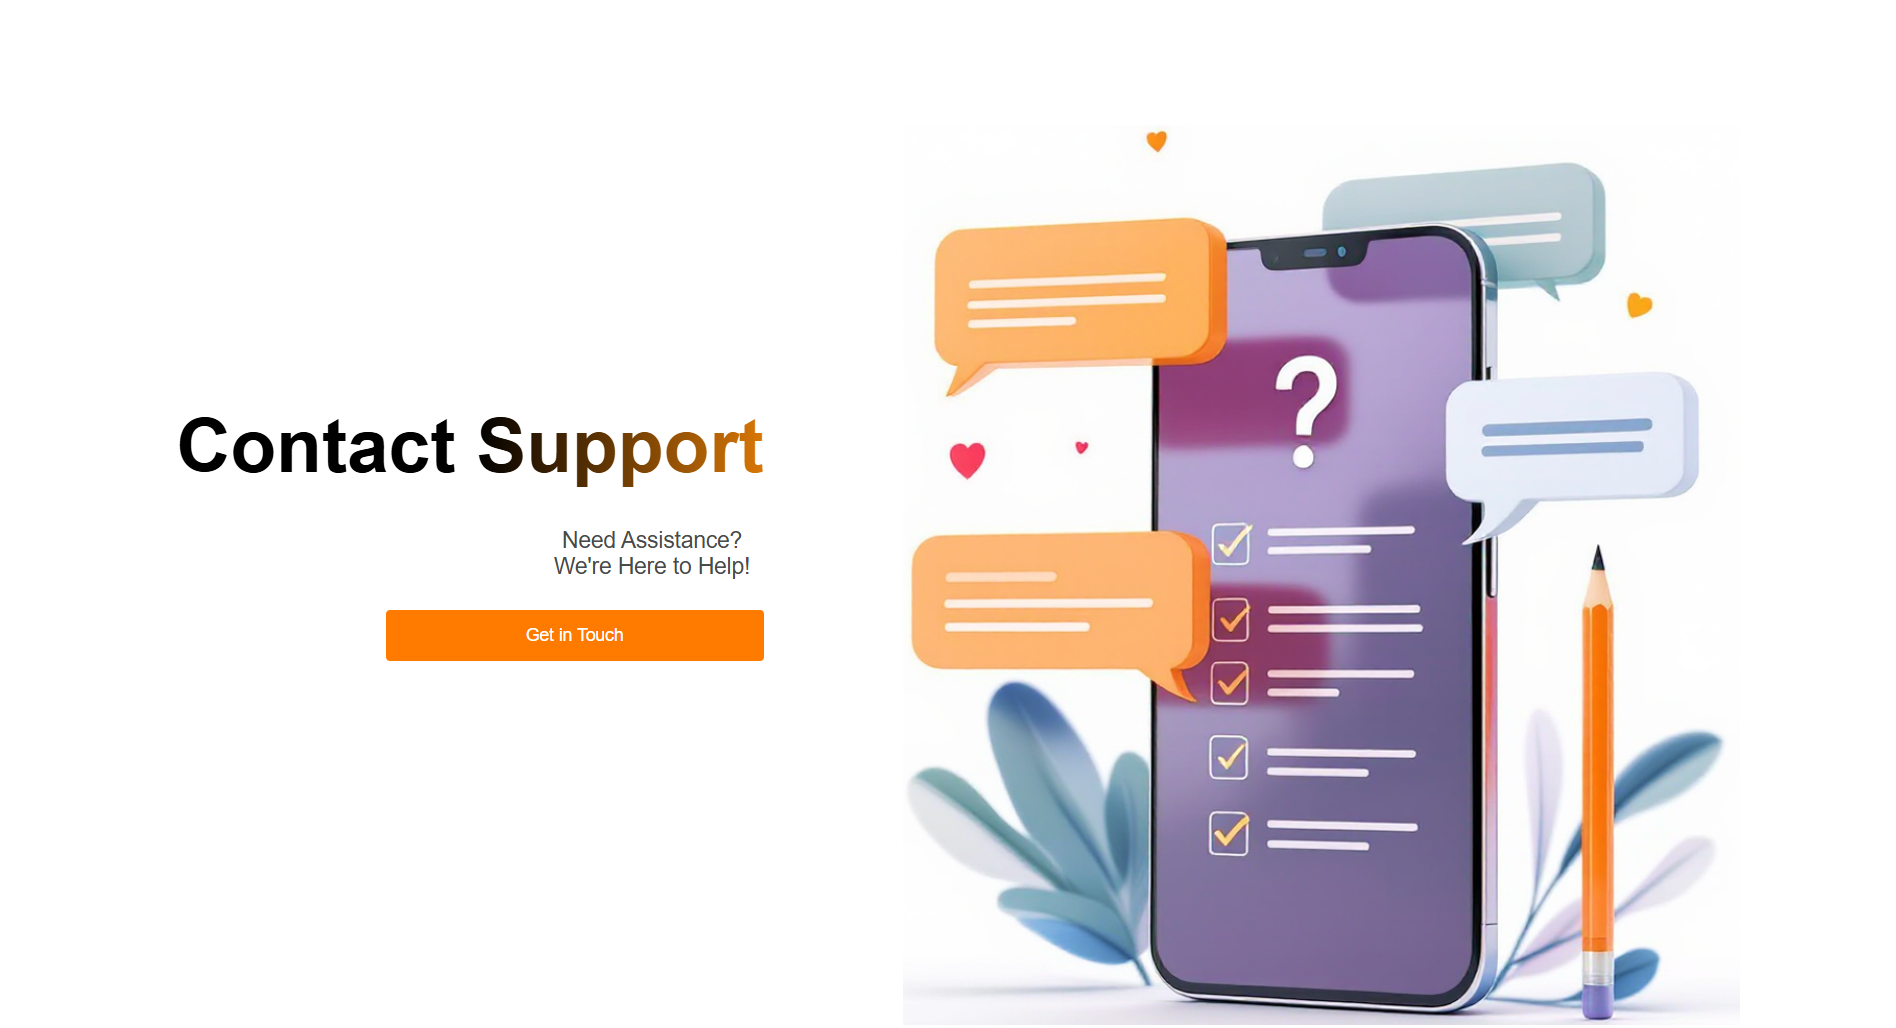 Contact Support
Need Assistance?
We're Here to Help!
Get in Touch
?